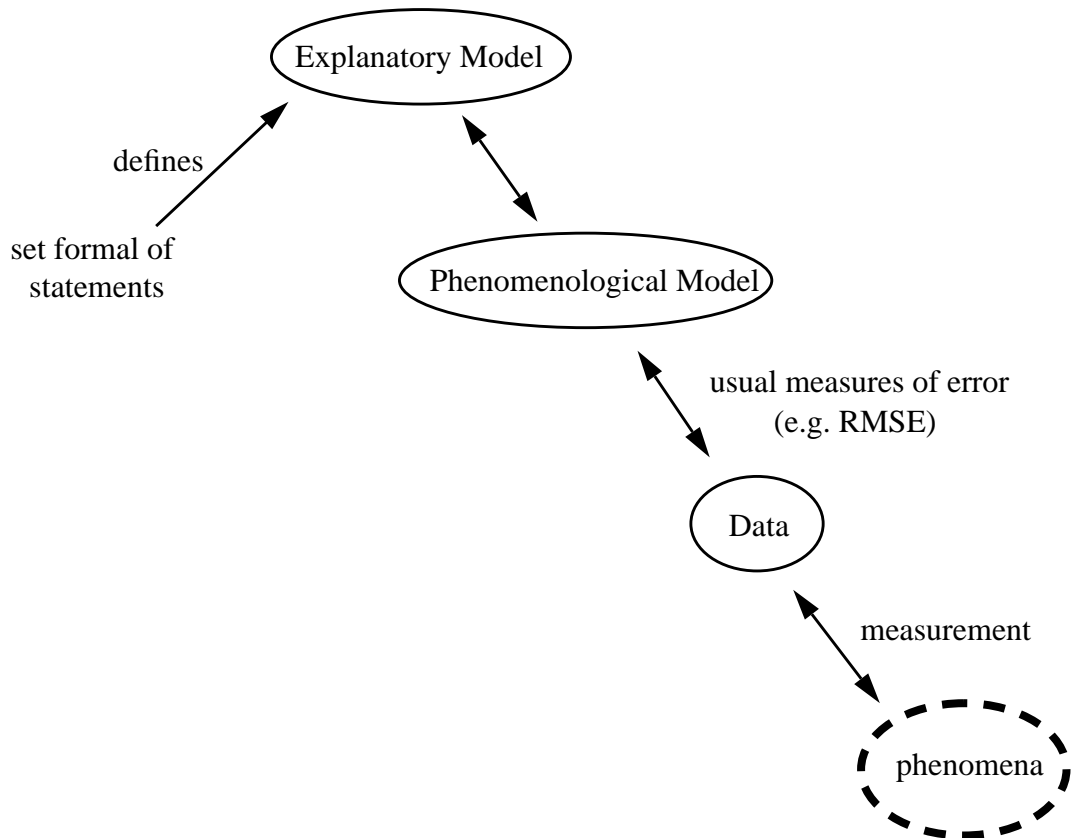 Explanatory Model
defines
set formal of
statements
Phenomenological Model
usual measures of error
(e.g. RMSE)
Data
measurement
phenomena